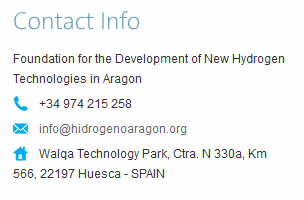 Contact Info
Foundation for the Development of New Hydrogen
Technologies in Aragon
+34 974 215 258
info@hidrogenoaragon.org
Walqa Technology Park, Ctra. N 330a, Km
566, 22197 Huesca - SPAIN